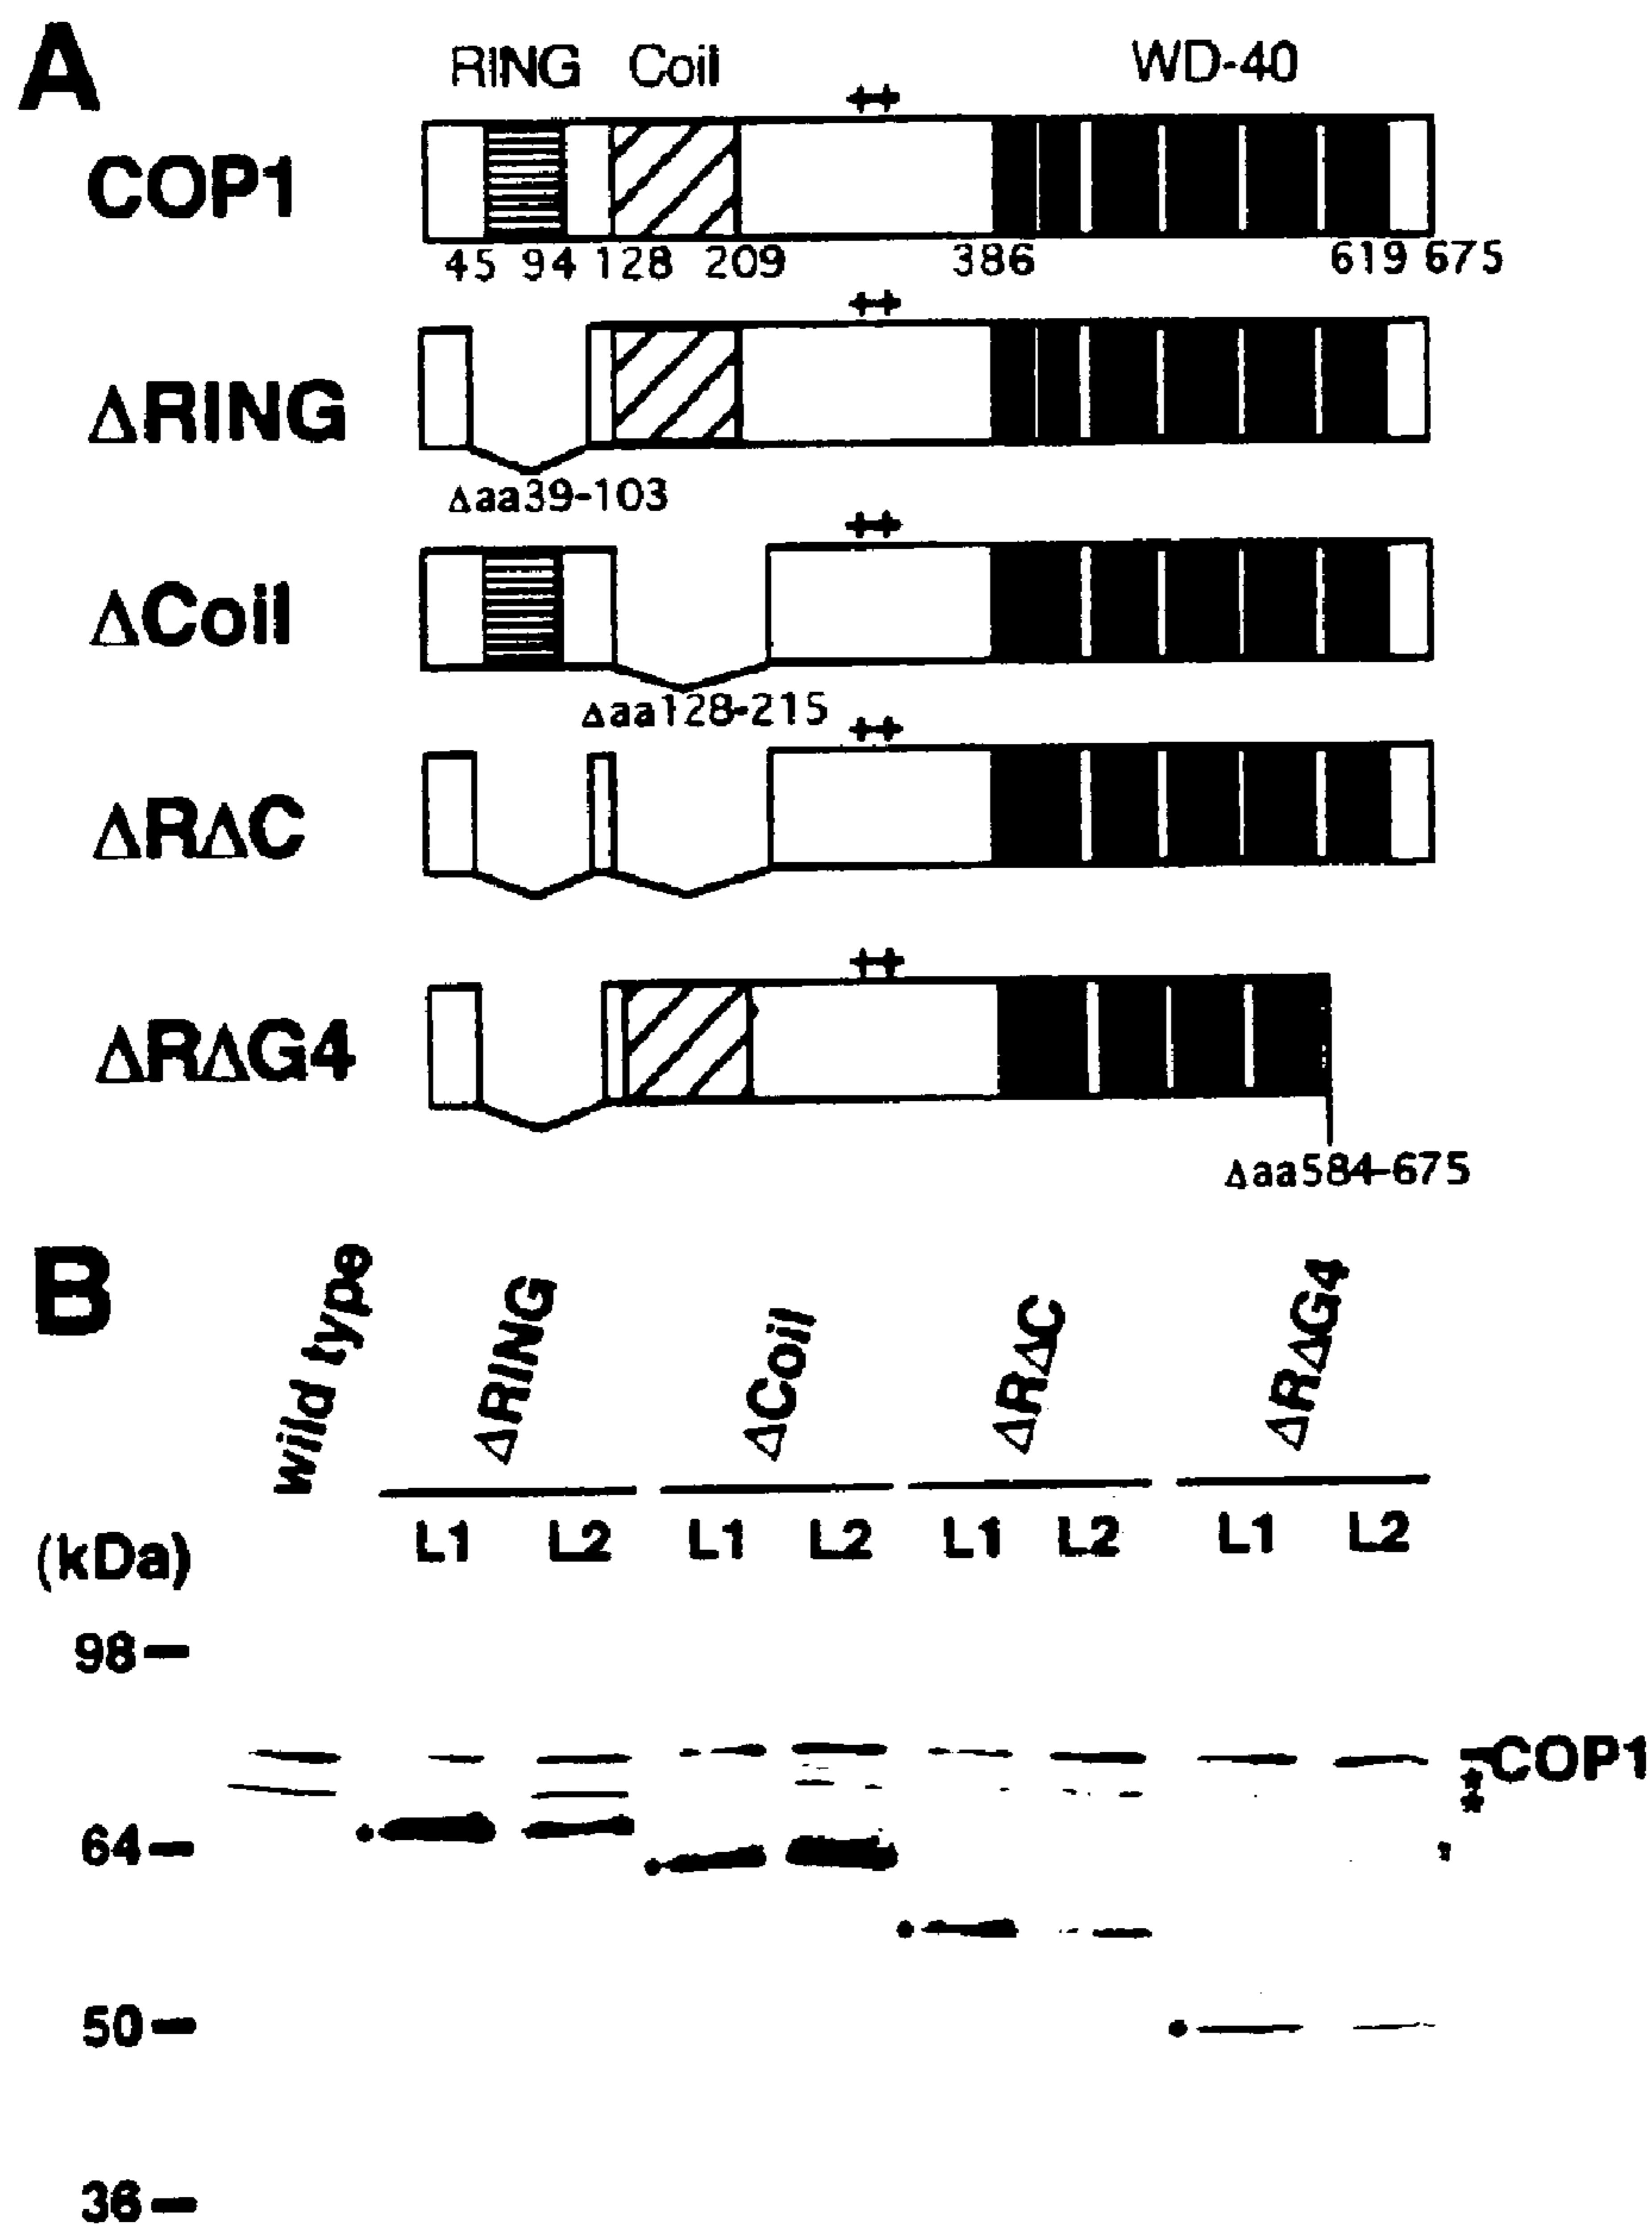 A
RING Coil WD-40
COP1
45 94 128 209 386 619 675
ΔRING
Δaa39-103
ΔCoil
Δaa128-215
ΔRΔC
ΔRΔG4
Δaa584-675
B
wild type ΔRING ΔCoil ΔRΔC ΔRΔG4
L1 L2 L1 L2 L1 L2 L1 L2
(kDa)
98
COP1
*
*
64
50
36